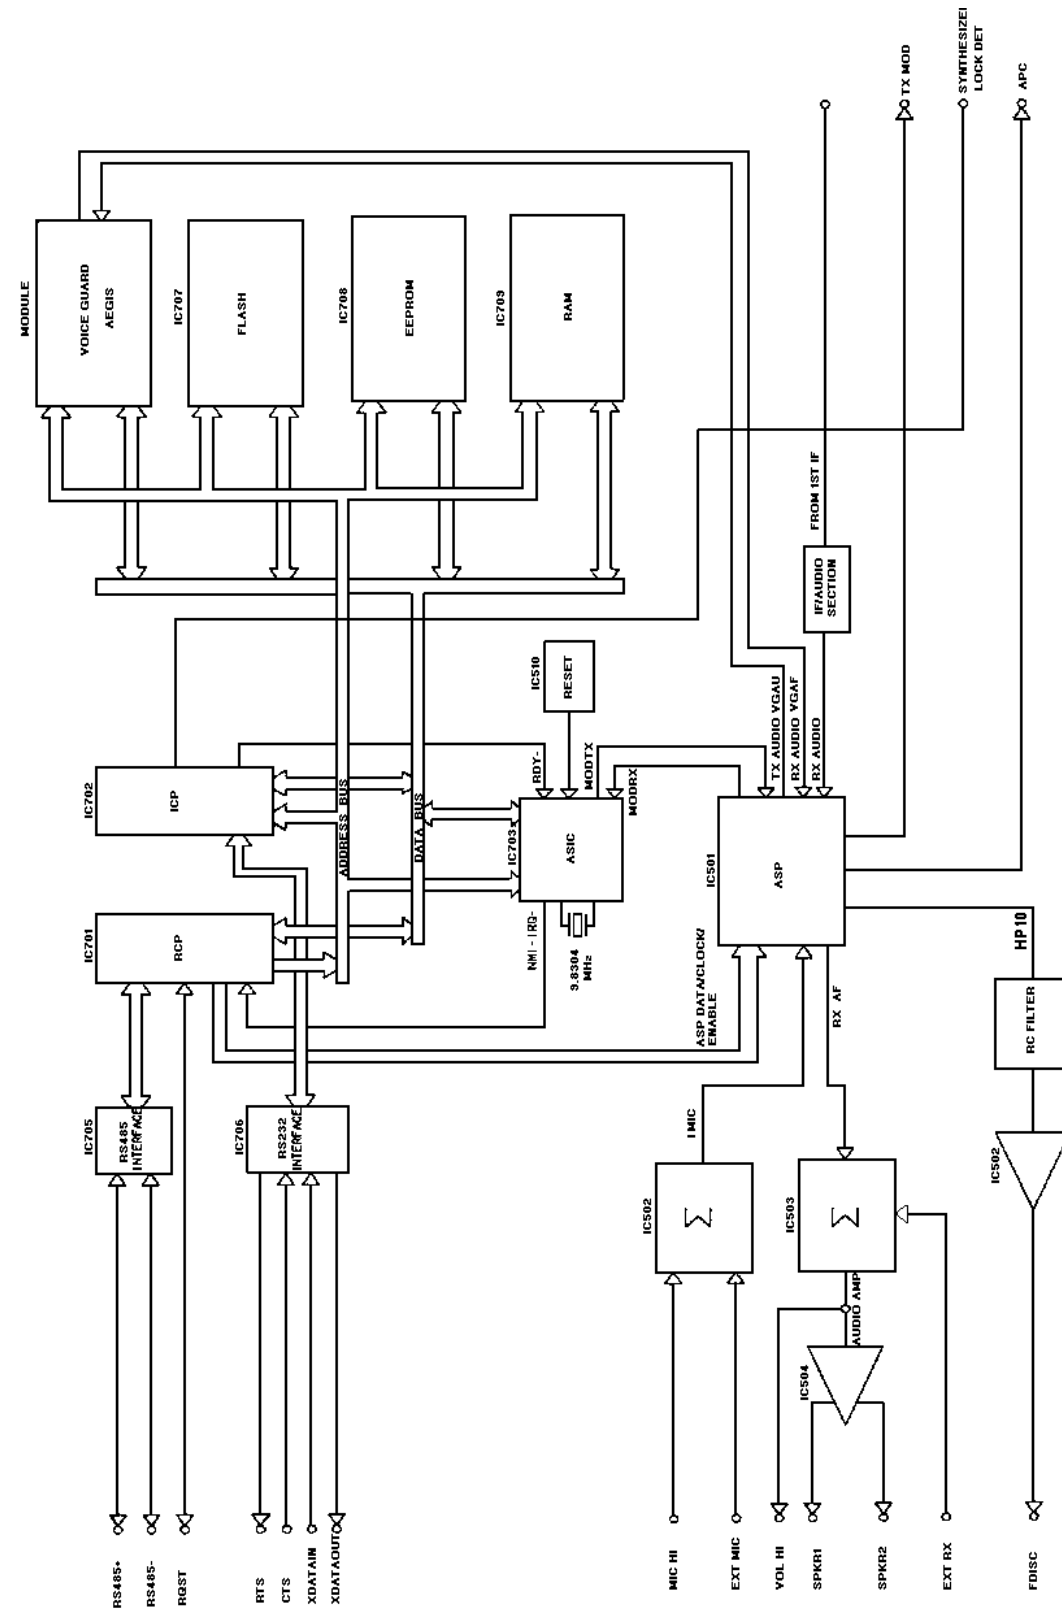 MODULE
VOICE GUARD
AEGIS
IC707
FLASH
IC708
EEPROM
IC709
RAM
TX MOD
SYNTHESIZE
LOCK DET
APC
FROM 1ST IF
IF/AUDIO
SECTION
IC510
RESET
IC702
ICP
RDY-
MODTX
MODRX
TX AUDIO VGAU
RX AUDIO VGAF
RX AUDIO
ADDRESS BUS
DATA BUS
IC703
ASIC
IC501
ASP
IC701
RCP
NMI - IRQ-
9.8304
MHz
ASP DATA/CLOCK/
ENABLE
RX AF
HP10
RC FILTER
IC705
RS485
INTERFACE
IC706
RS232
INTERFACE
1 MIC
IC502
Σ
IC503
Σ
IC502
AUDIO AMP
IC504
RS485+
RS485-
RQST
RTS
CTS
XDATAIN
XDATAOUT
MIC HI
EXT MIC
VOL HI
SPKR1
SPKR2
EXT RX
FDISC